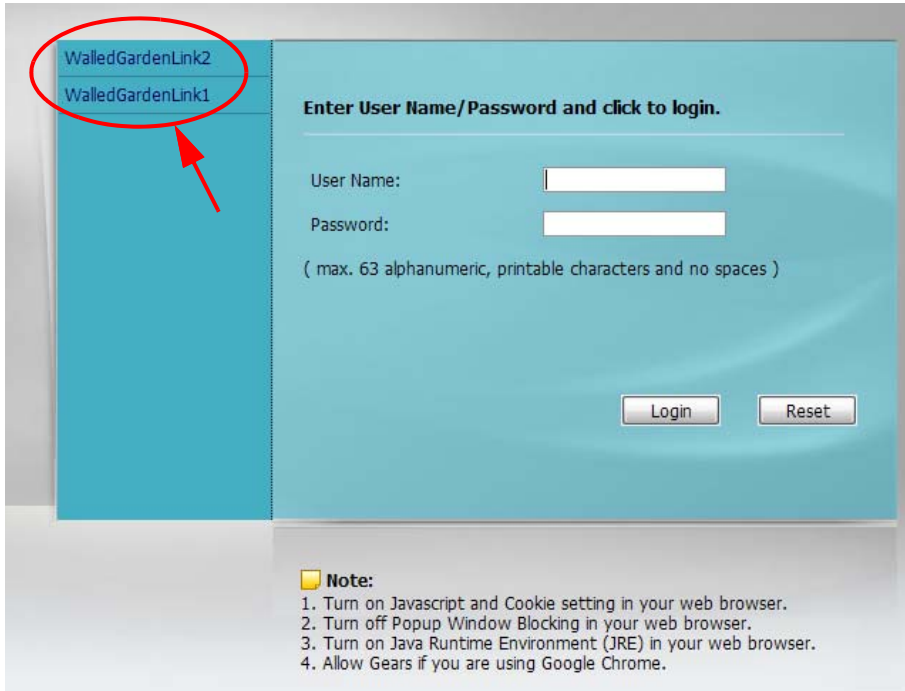 WalledGardenLink2
WalledGardenLink1
Enter User Name/Password and click to login.
User Name:
Password:
( max. 63 alphanumeric, printable characters and no spaces )
Login
Reset
Note:
1. Turn on Javascript and Cookie setting in your web browser.
2. Turn off Popup Window Blocking in your web browser.
3. Turn on Java Runtime Environment (JRE) in your web browser.
4. Allow Gears if you are using Google Chrome.